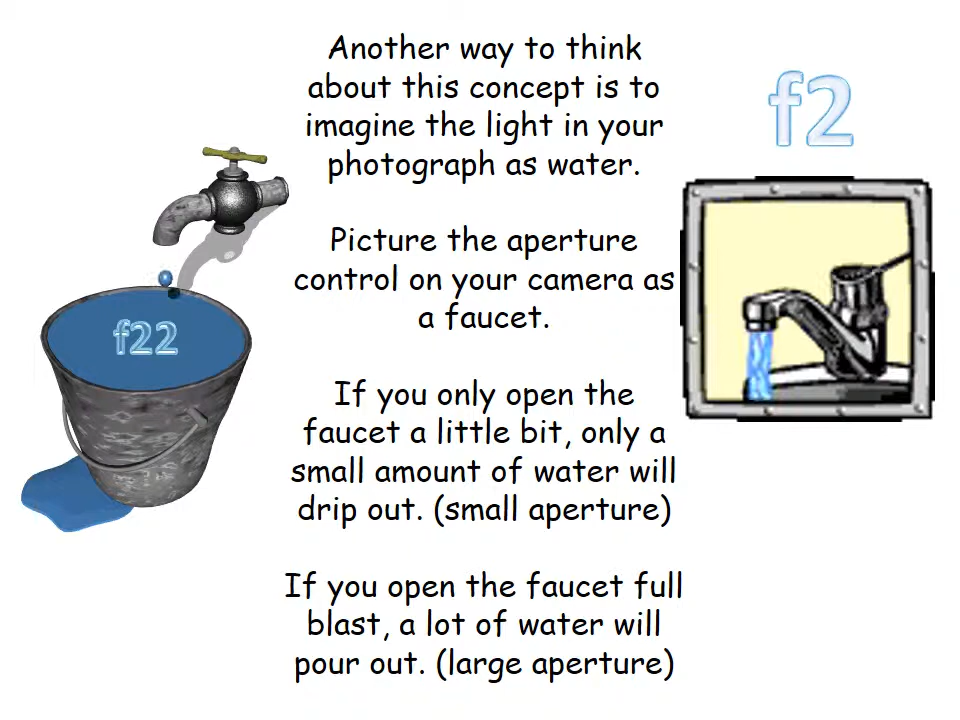 Another way to think
about this concept is to
imagine the light in your
photograph as water.
Picture the aperture
control on your camera as
a faucet.
If you only open the
faucet a little bit, only a
small amount of water will
drip out. (small aperture)
If you open the faucet full
blast, a lot of water will
pour out. (large aperture)
f22
f2